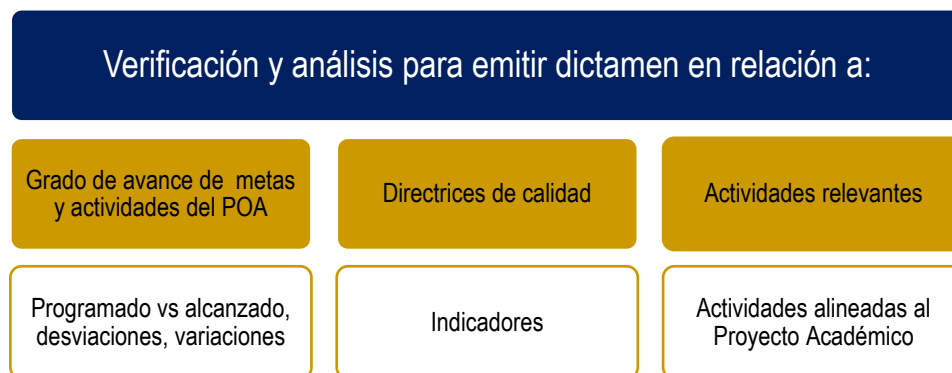 Verificación y análisis para emitir dictamen en relación a:
Grado de avance de metas
y actividades del POA
Directrices de calidad
Actividades relevantes
Programado vs alcanzado,
desviaciones, variaciones
Indicadores
Actividades alineadas al
Proyecto Académico